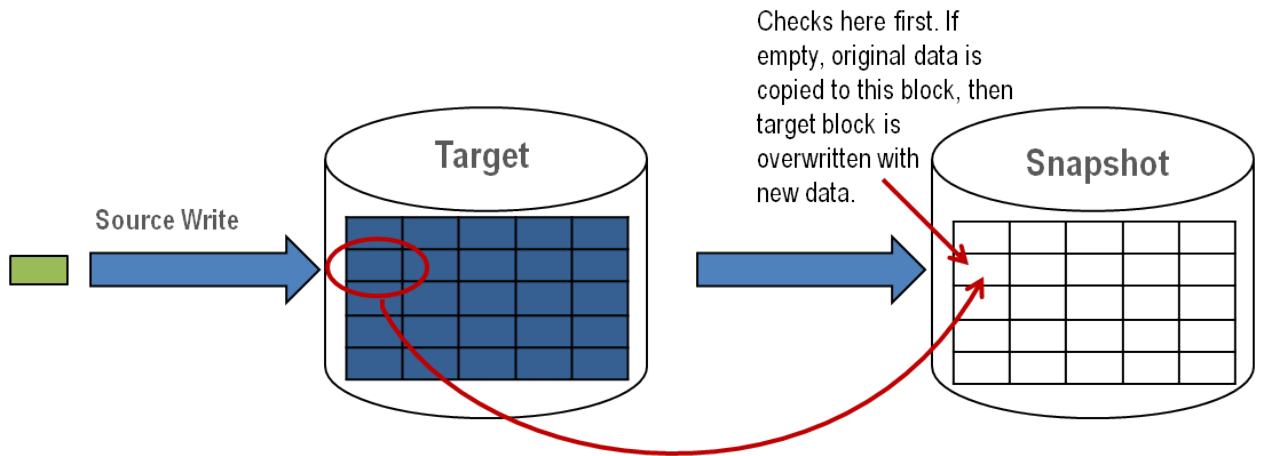 Checks here first. If
empty, original data is
copied to this block, then
target block is
overwritten with
new data.
Target
Snapshot
Source Write